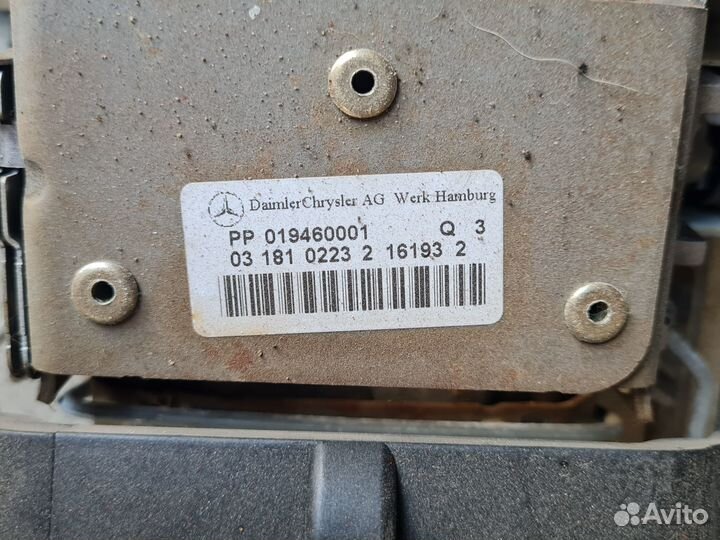 DaimlerChrysler AG Werk Hamburg
PP 019460001 Q 3
03 181 0223 2 16193 2
Avito